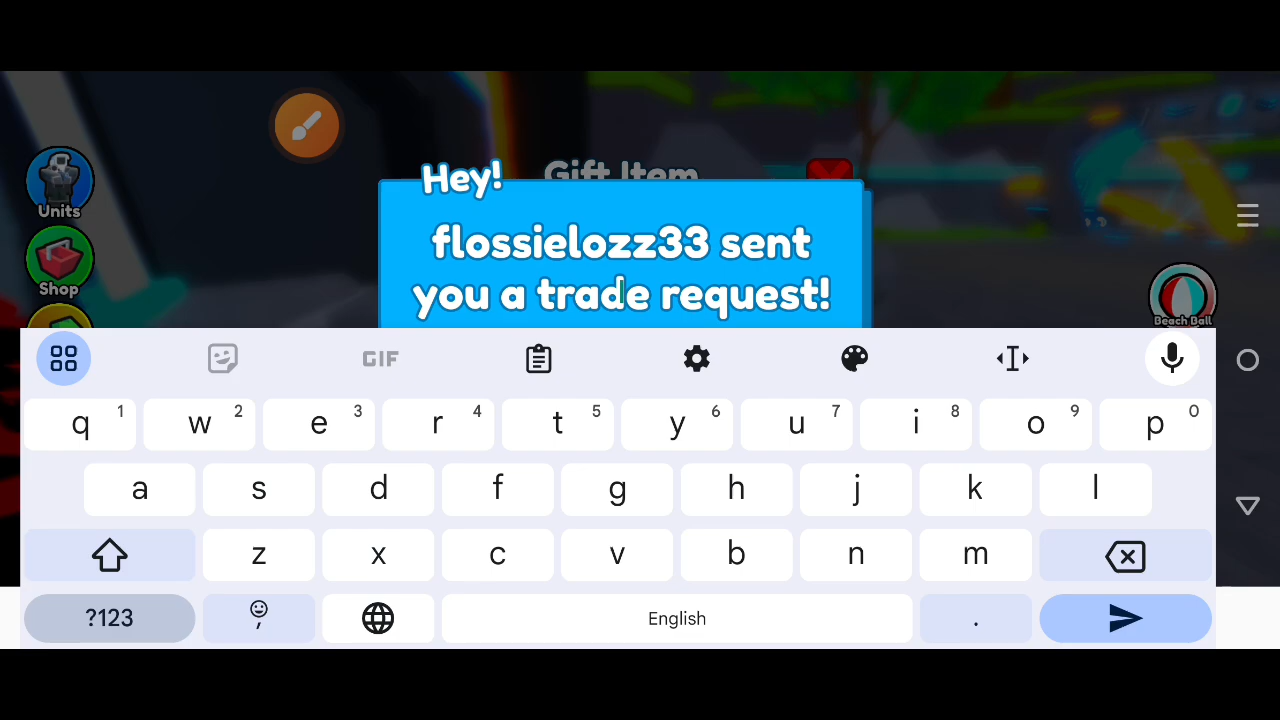 Hey!
Gift Item
flossielozz33 sent
you a trade request!
Units
Shop
Beach Ball
GIF
q 1 w 2 e 3 r 4 t 5 y 6 u 7 i 8 o 9 p 0
a s d f g h j k l
z x c v b n m
?123 , English .